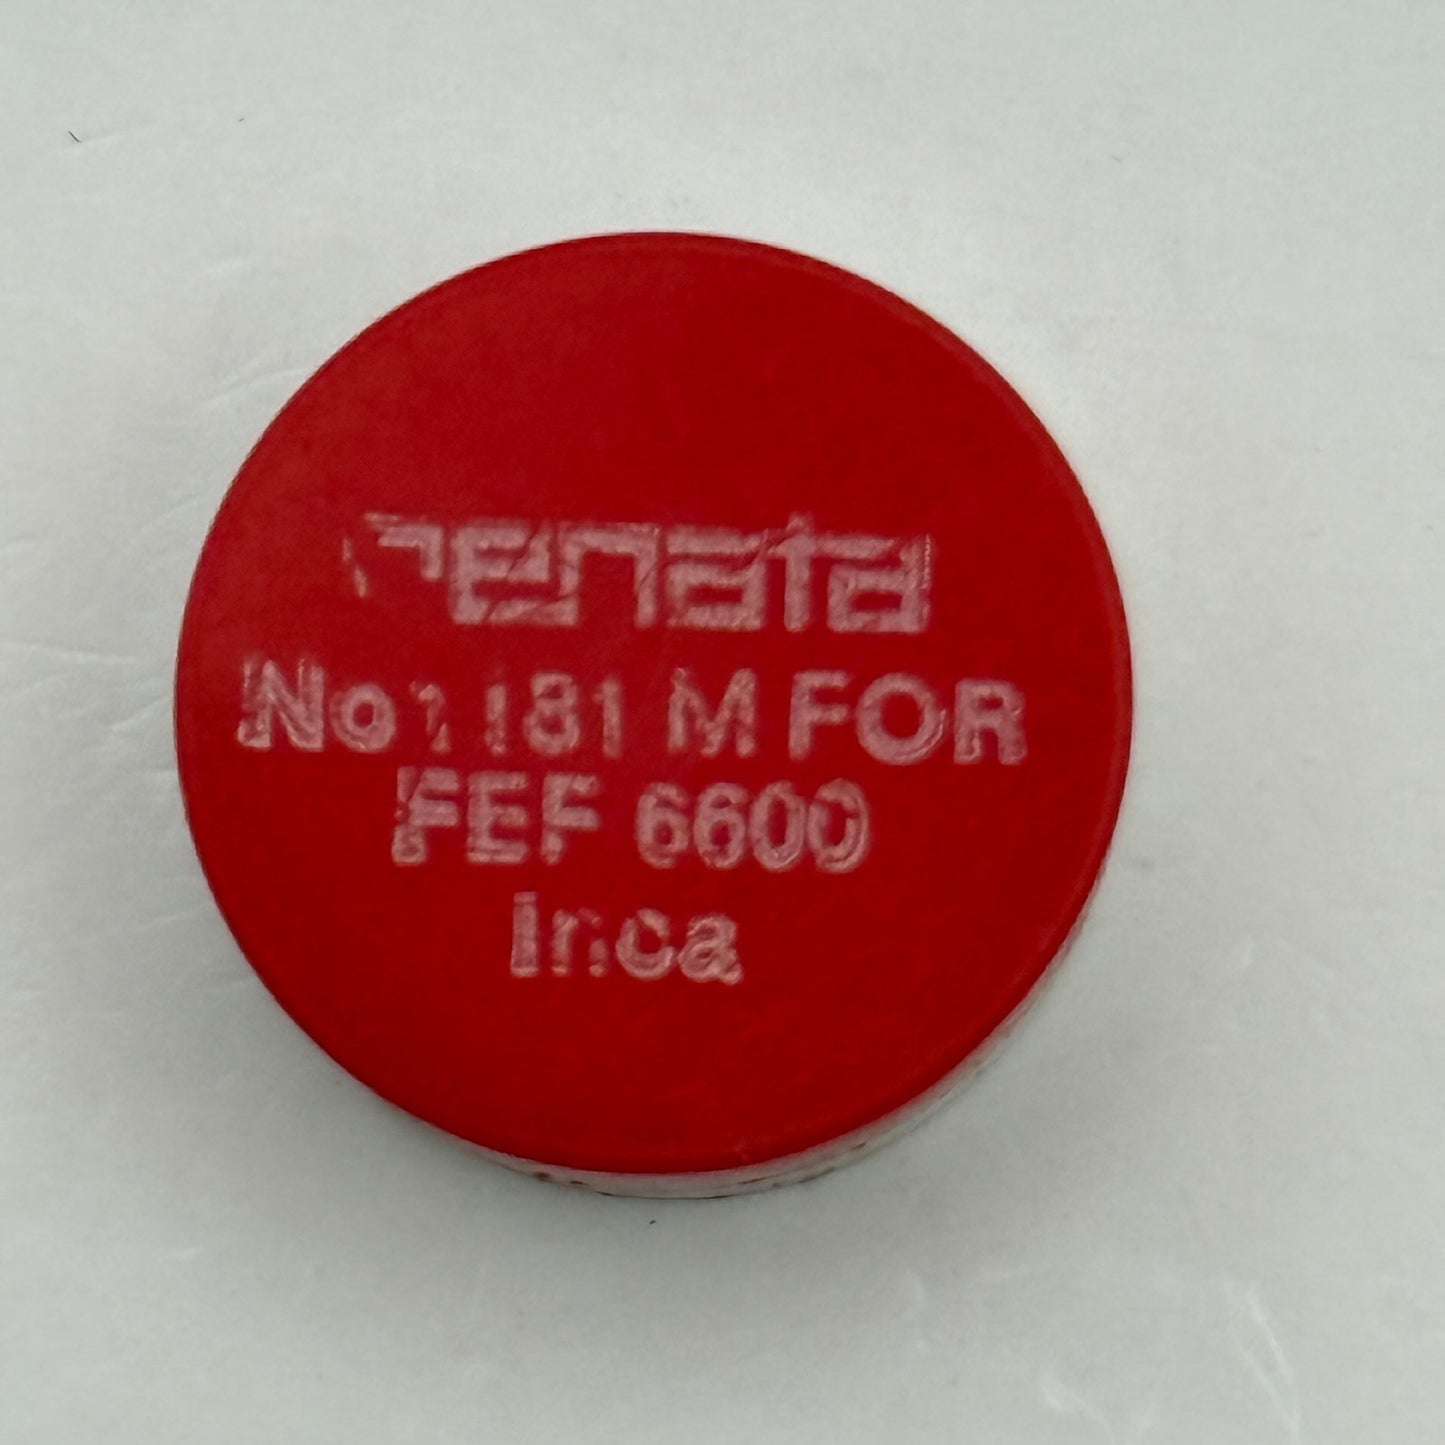 renata
No 1181 M FOR
FEF 6600
Inca